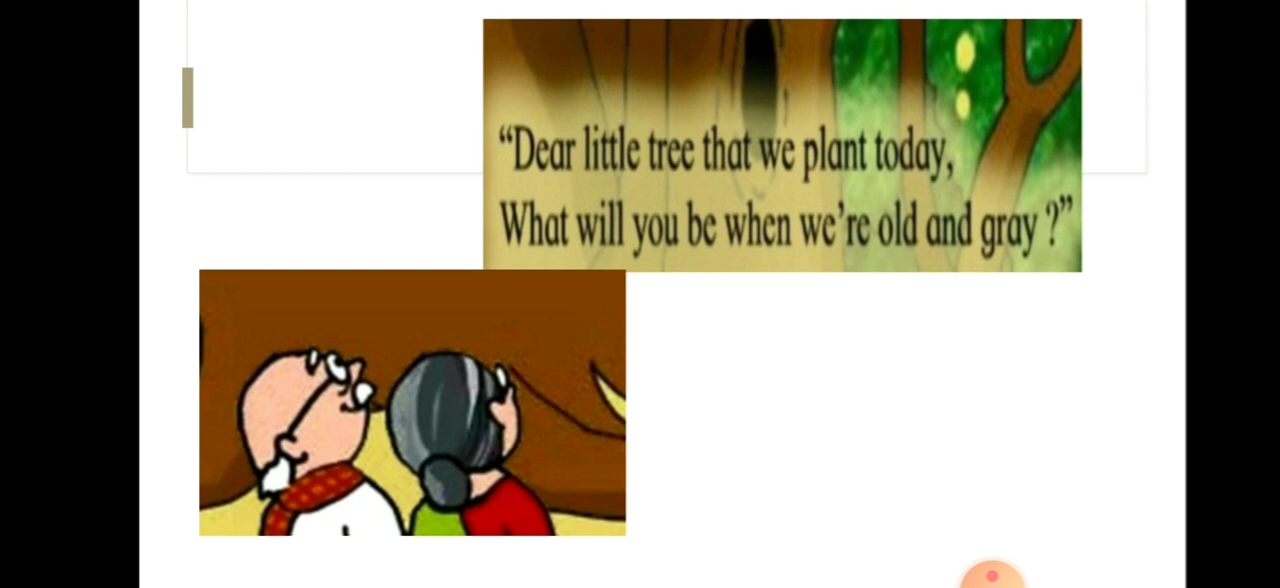 “Dear little tree that we plant today,
What will you be when we’re old and gray ?”